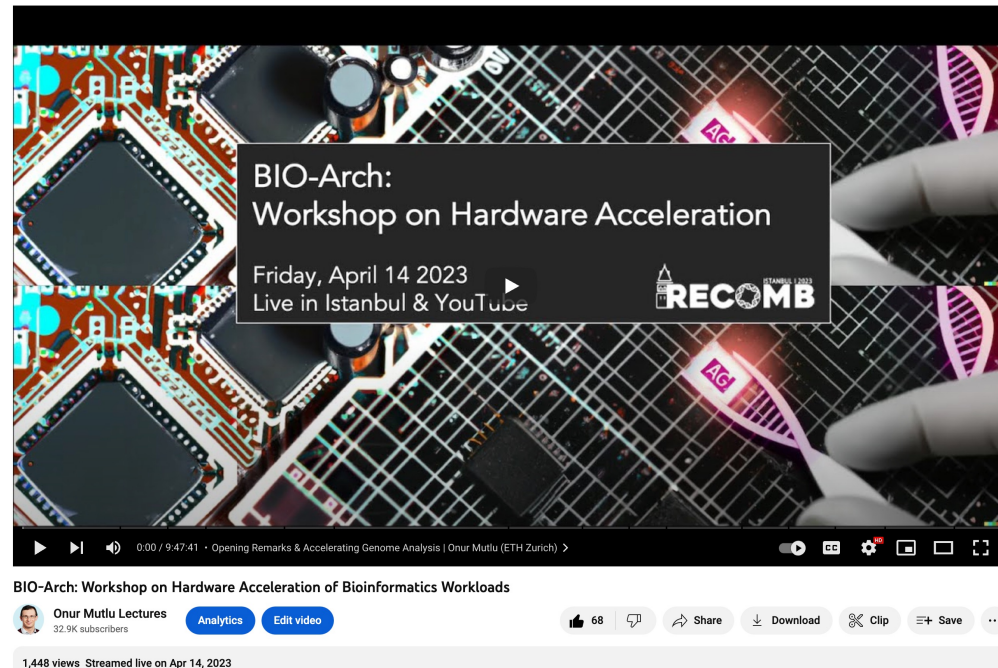 BIO-Arch:
Workshop on Hardware Acceleration
Friday, April 14 2023
Live in Istanbul & YouTube
ISTANBUL | 2023
RECOMB
AG
AG
0:00 / 9:47:41 • Opening Remarks & Accelerating Genome Analysis | Onur Mutlu (ETH Zurich) >
CC
HD
BIO-Arch: Workshop on Hardware Acceleration of Bioinformatics Workloads
Onur Mutlu Lectures
32.9K subscribers
Analytics
Edit video
68
Share
Download
Clip
Save
1,448 views Streamed live on Apr 14, 2023